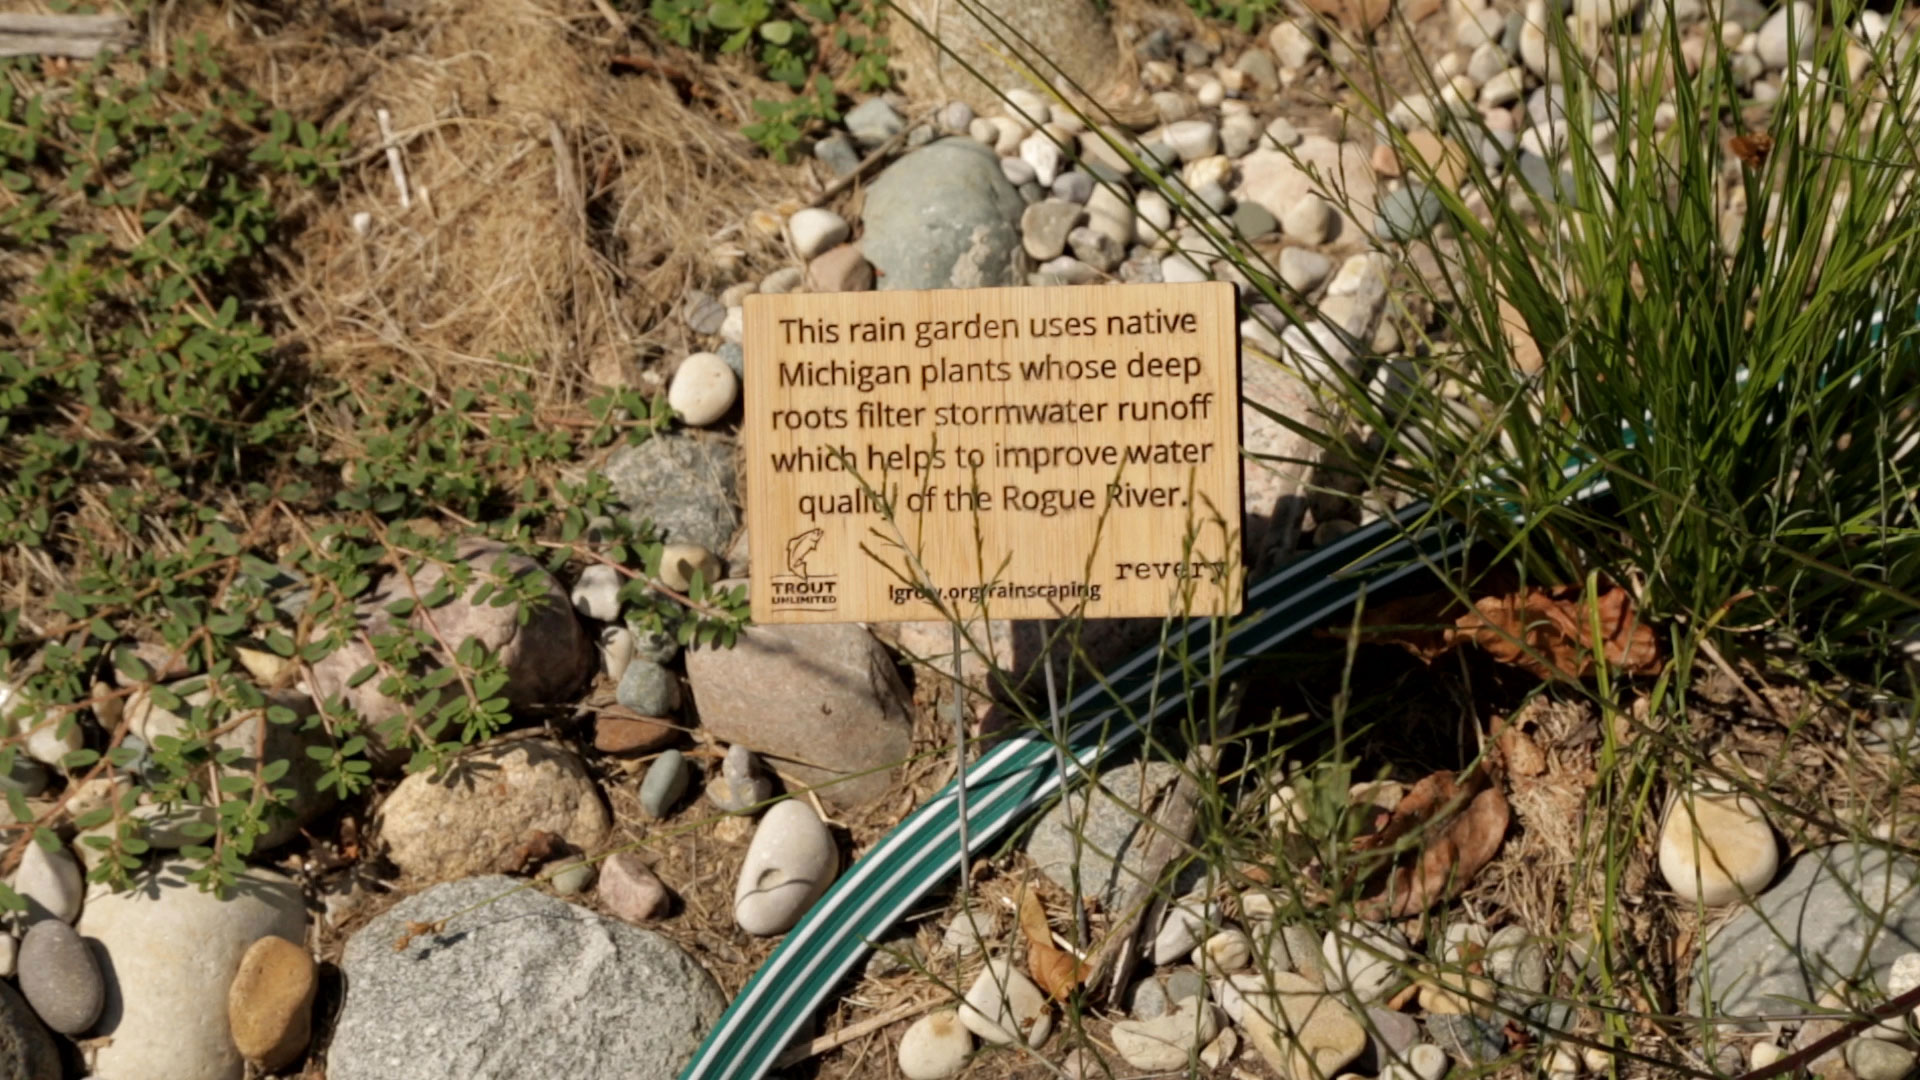 This rain garden uses native
Michigan plants whose deep
roots filter stormwater runoff
which helps to improve water
quality of the Rogue River.
TROUT
UNLIMITED
lgrow.org/rainscaping
revery